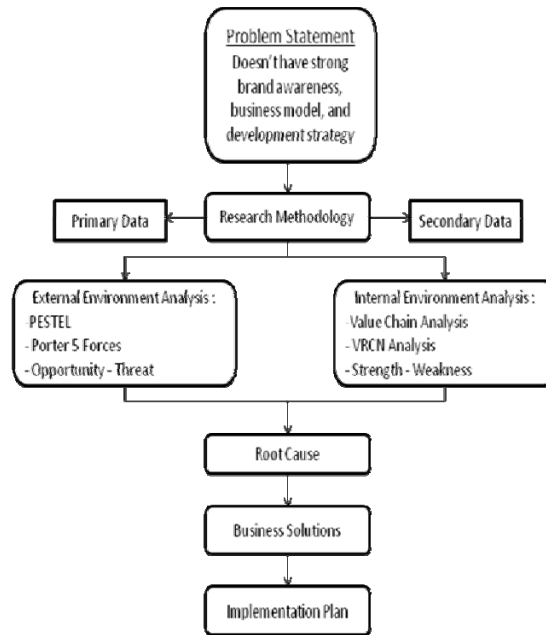 Problem Statement
Doesn't have strong
brand awareness,
business model, and
development strategy
Primary Data
Research Methodology
Secondary Data
External Environment Analysis :
-PESTEL
- Porter 5 Forces
- Opportunity - Threat
Internal Environment Analysis :
-Value Chain Analysis
- VRCN Analysis
- Strength - Weakness
Root Cause
Business Solutions
Implementation Plan